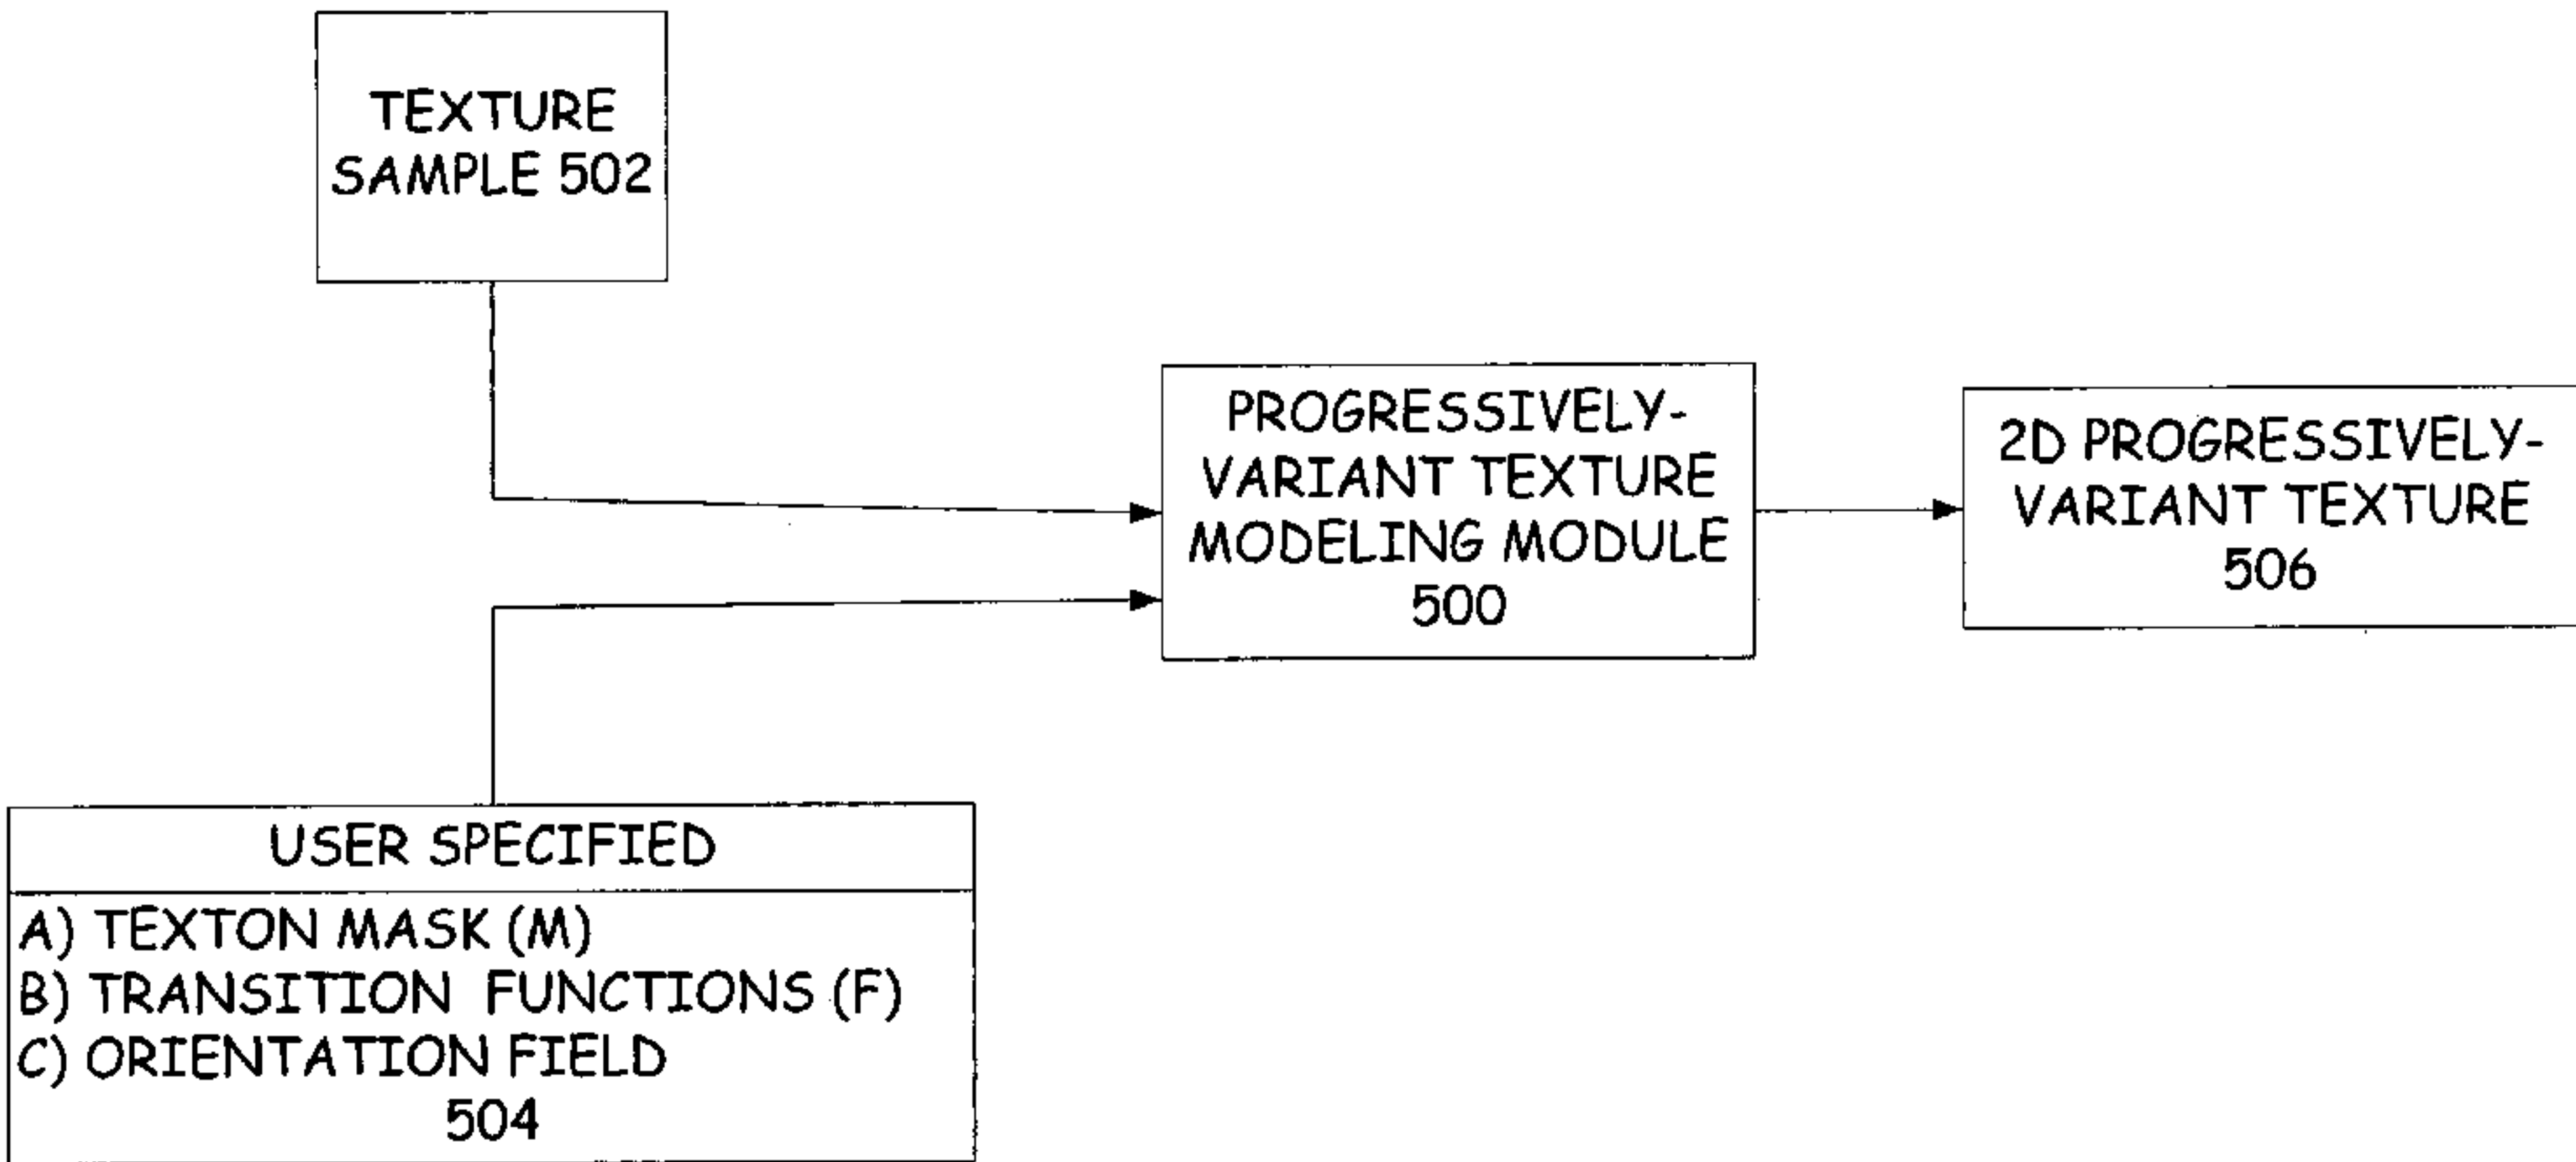 TEXTURE
SAMPLE 502
PROGRESSIVELY-
VARIANT TEXTURE
MODELING MODULE
500
2D PROGRESSIVELY-
VARIANT TEXTURE
506
USER SPECIFIED
A) TEXTON MASK (M)
B) TRANSITION FUNCTIONS (F)
C) ORIENTATION FIELD
504